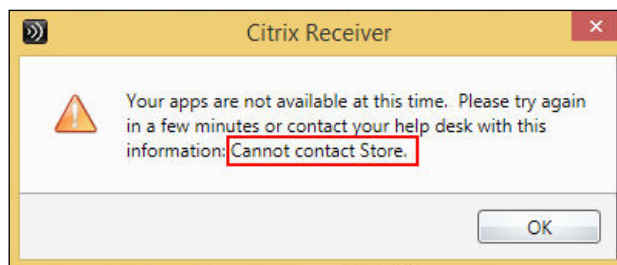 Citrix Receiver
Your apps are not available at this time. Please try again
in a few minutes or contact your help desk with this
information: Cannot contact Store.
OK